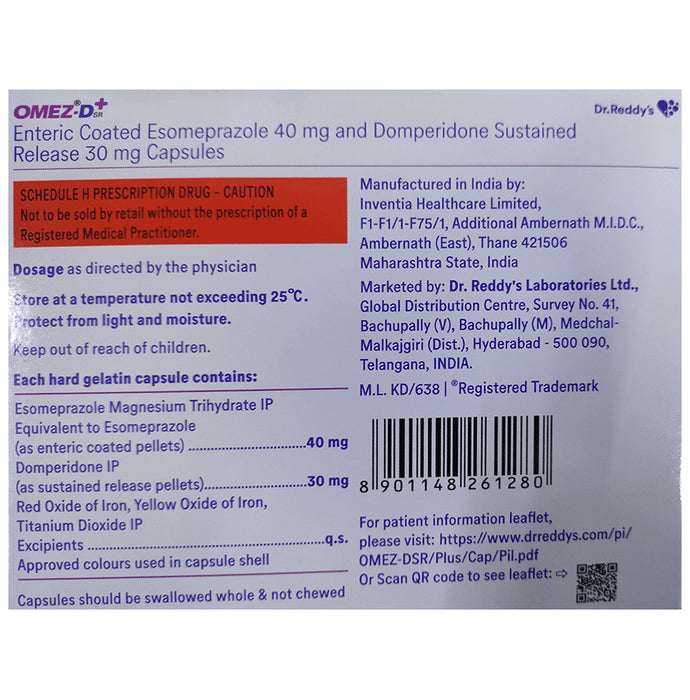 OMEZ®-D+ SR
Dr.Reddy's
Enteric Coated Esomeprazole 40 mg and Domperidone Sustained
Release 30 mg Capsules
SCHEDULE H PRESCRIPTION DRUG – CAUTION
Not to be sold by retail without the prescription of a
Registered Medical Practitioner.
Dosage as directed by the physician
Store at a temperature not exceeding 25°C.
Protect from light and moisture.
Keep out of reach of children.
Each hard gelatin capsule contains:
Esomeprazole Magnesium Trihydrate IP
Equivalent to Esomeprazole
(as enteric coated pellets) ..............................40 mg
Domperidone IP
(as sustained release pellets)..........................30 mg
Red Oxide of Iron, Yellow Oxide of Iron,
Titanium Dioxide IP
Excipients ..................................................q.s.
Approved colours used in capsule shell
Capsules should be swallowed whole & not chewed
Manufactured in India by:
Inventia Healthcare Limited,
F1-F1/1-F75/1, Additional Ambernath M.I.D.C.,
Ambernath (East), Thane 421506
Maharashtra State, India
Marketed by: Dr. Reddy's Laboratories Ltd.,
Global Distribution Centre, Survey No. 41,
Bachupally (V), Bachupally (M), Medchal-
Malkajgiri (Dist.), Hyderabad - 500 090,
Telangana, INDIA.
M.L. KD/638 | ®Registered Trademark
8 901148 261280
For patient information leaflet,
please visit: https://www.drreddys.com/pi/
OMEZ-DSR/Plus/Cap/Pil.pdf
Or Scan QR code to see leaflet: ⇨